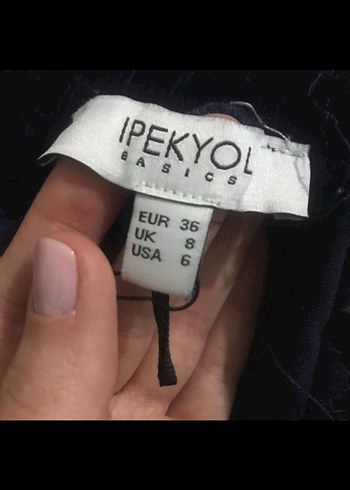 IPEKYOL
BASICS
EUR 36
UK 8
USA 6